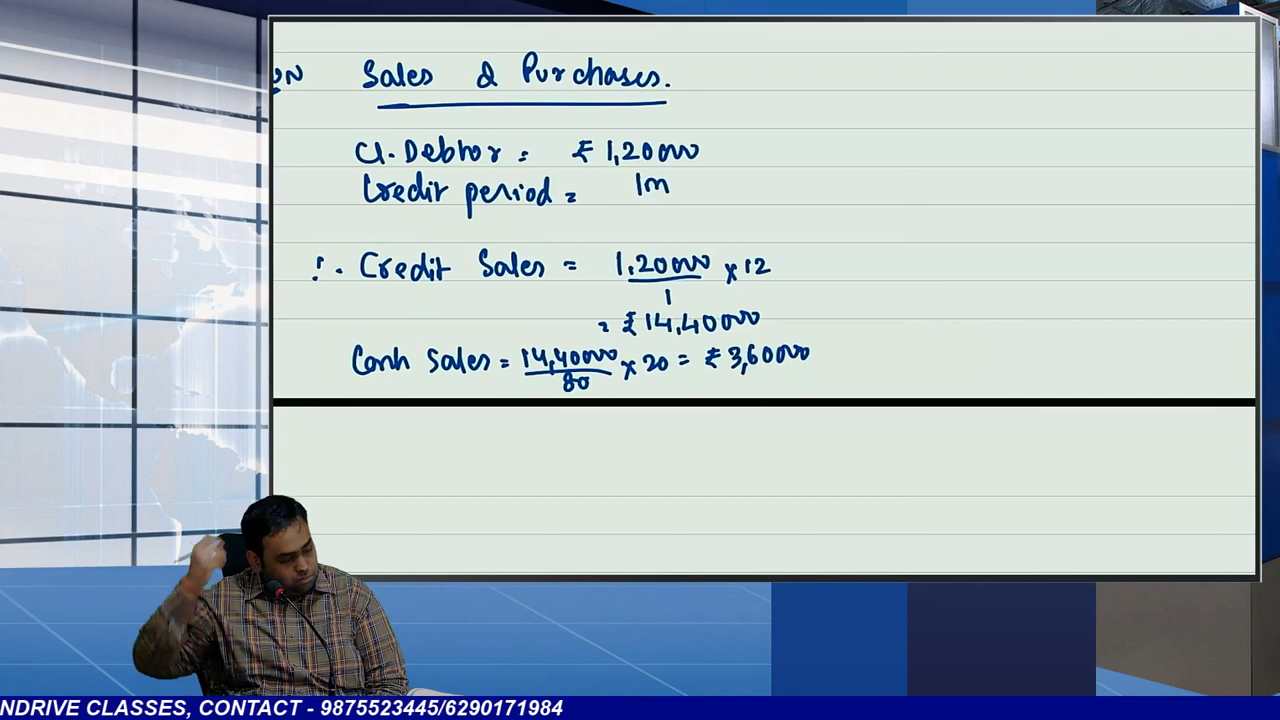 ON Sales & Purchases.
Cl. Debtor = ₹ 1,20000
Credit period = 1m
∴ Credit Sales = 1,20000 x 12
1
= ₹ 14,40000
Cash Sales = 14,40000 x 20 = ₹ 3,60000
80
NDRIVE CLASSES, CONTACT - 9875523445/6290171984